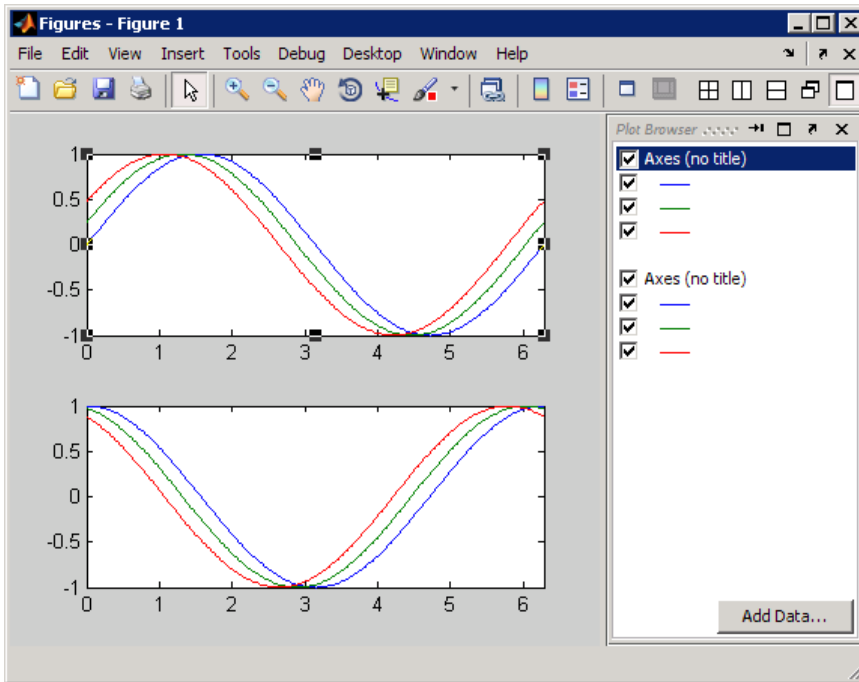 Figures - Figure 1
File Edit View Insert Tools Debug Desktop Window Help
Plot Browser
Axes (no title)
Axes (no title)
1
0.5
0
-0.5
-1
0 1 2 3 4 5 6
1
0.5
0
-0.5
-1
0 1 2 3 4 5 6
Add Data...